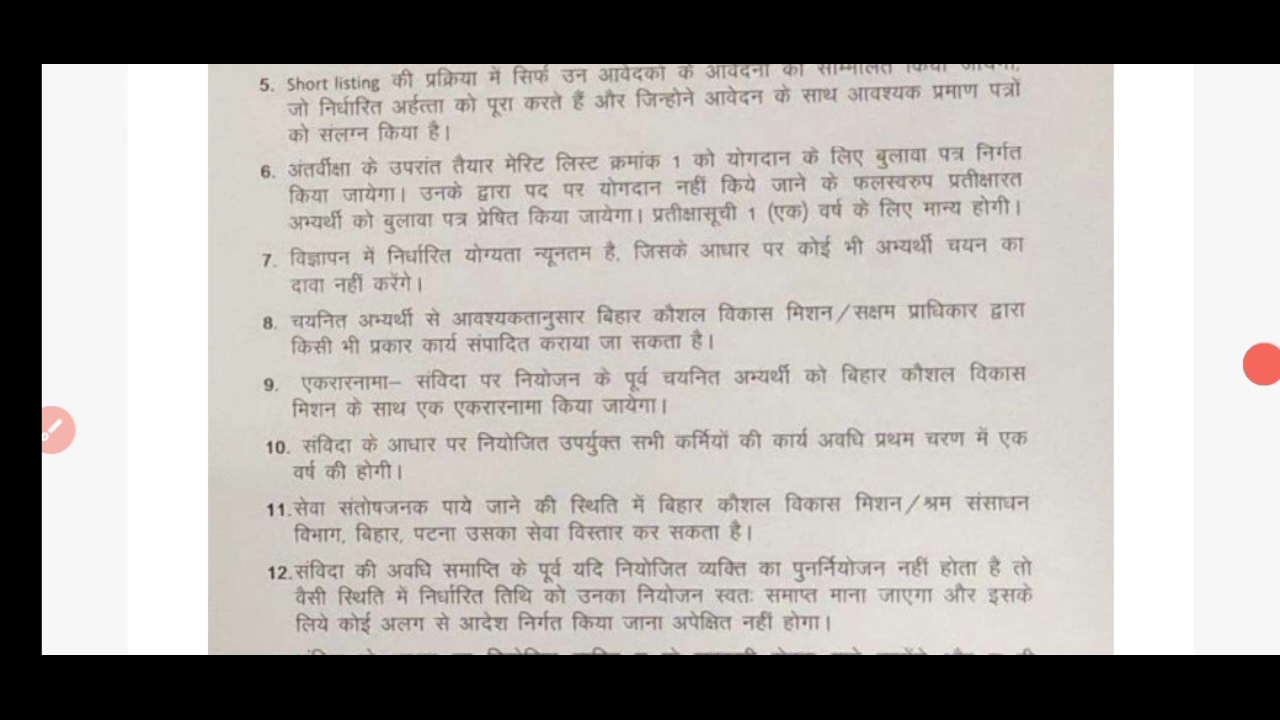 5. Short listing की प्रक्रिया में सिर्फ उन आवेदकों के आवेदनों को सम्मिलित किया जायेगा,
जो निर्धारित अर्हत्ता को पूरा करते हैं और जिन्होने आवेदन के साथ आवश्यक प्रमाण पत्रों
को संलग्न किया है।
6. अंतर्वीक्षा के उपरांत तैयार मेरिट लिस्ट क्रमांक 1 को योगदान के लिए बुलावा पत्र निर्गत
किया जायेगा। उनके द्वारा पद पर योगदान नहीं किये जाने के फलस्वरुप प्रतीक्षारत
अभ्यर्थी को बुलावा पत्र प्रेषित किया जायेगा। प्रतीक्षासूची 1 (एक) वर्ष के लिए मान्य होगी।
7. विज्ञापन में निर्धारित योग्यता न्यूनतम है, जिसके आधार पर कोई भी अभ्यर्थी चयन का
दावा नहीं करेंगे।
8. चयनित अभ्यर्थी से आवश्यकतानुसार बिहार कौशल विकास मिशन/सक्षम प्राधिकार द्वारा
किसी भी प्रकार कार्य संपादित कराया जा सकता है।
9. एकरारनामा– संविदा पर नियोजन के पूर्व चयनित अभ्यर्थी को बिहार कौशल विकास
मिशन के साथ एक एकरारनामा किया जायेगा।
10. संविदा के आधार पर नियोजित उपर्युक्त सभी कर्मियों की कार्य अवधि प्रथम चरण में एक
वर्ष की होगी।
11. सेवा संतोषजनक पाये जाने की स्थिति में बिहार कौशल विकास मिशन/श्रम संसाधन
विभाग, बिहार, पटना उसका सेवा विस्तार कर सकता है।
12. संविदा की अवधि समाप्ति के पूर्व यदि नियोजित व्यक्ति का पुनर्नियोजन नहीं होता है तो
वैसी स्थिति में निर्धारित तिथि को उनका नियोजन स्वतः समाप्त माना जाएगा और इसके
लिये कोई अलग से आदेश निर्गत किया जाना अपेक्षित नहीं होगा।